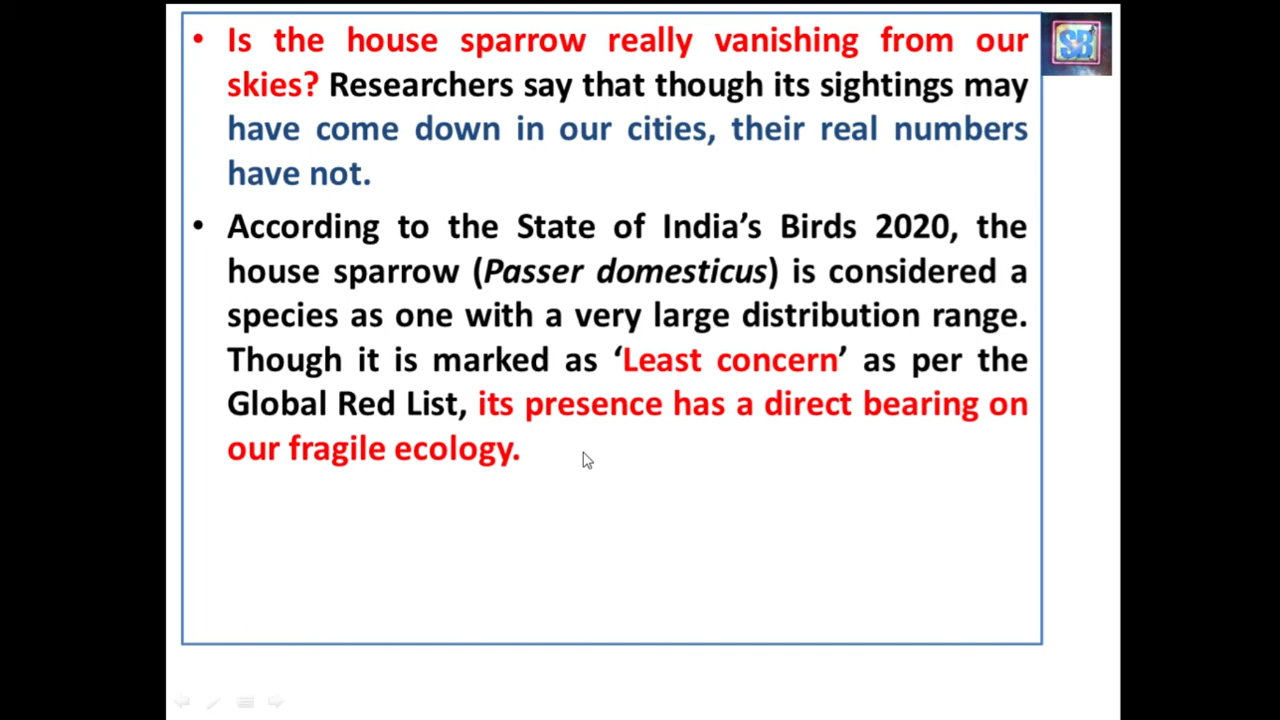 • Is the house sparrow really vanishing from our
skies? Researchers say that though its sightings may
have come down in our cities, their real numbers
have not.
• According to the State of India’s Birds 2020, the
house sparrow (Passer domesticus) is considered a
species as one with a very large distribution range.
Though it is marked as ‘Least concern’ as per the
Global Red List, its presence has a direct bearing on
our fragile ecology.
SB